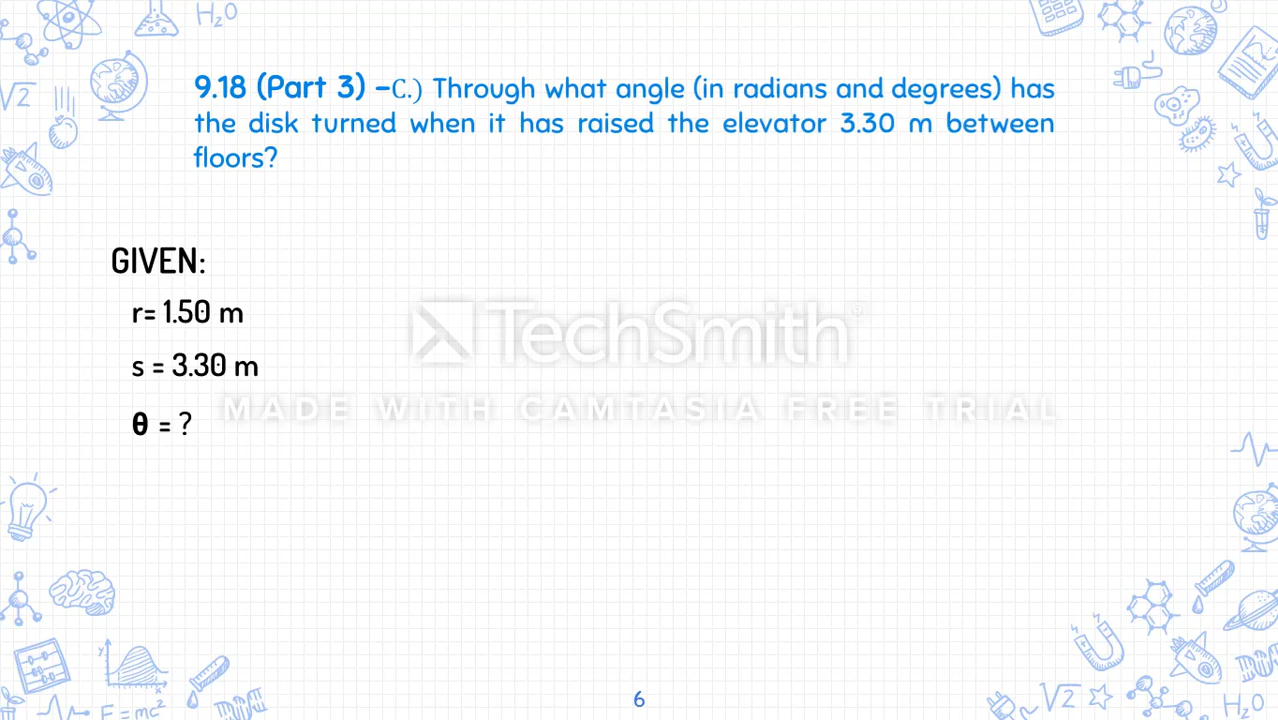 H₂O
√2
9.18 (Part 3) –C.) Through what angle (in radians and degrees) has
the disk turned when it has raised the elevator 3.30 m between
floors?
GIVEN:
r= 1.50 m
s = 3.30 m
θ = ?
TechSmith
MADE WITH CAMTASIA FREE TRIAL
y
x
E=mc²
6
√2
H₂O